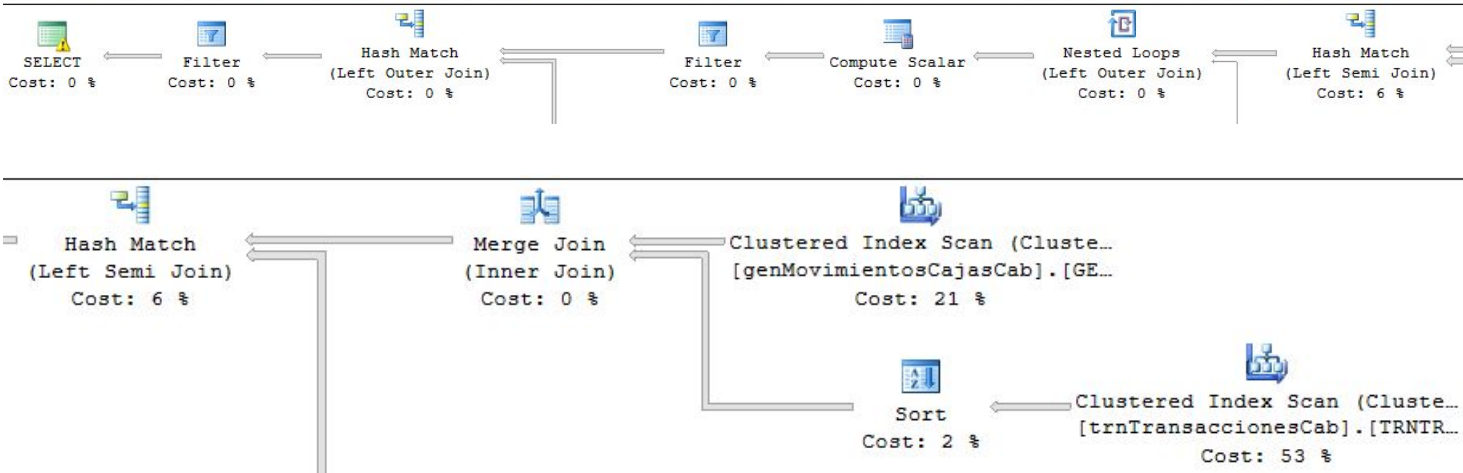 SELECT
Cost: 0 %
Filter
Cost: 0 %
Hash Match
(Left Outer Join)
Cost: 0 %
Filter
Cost: 0 %
Compute Scalar
Cost: 0 %
Nested Loops
(Left Outer Join)
Cost: 0 %
Hash Match
(Left Semi Join)
Cost: 6 %
Hash Match
(Left Semi Join)
Cost: 6 %
Merge Join
(Inner Join)
Cost: 0 %
Clustered Index Scan (Cluste…
[genMovimientosCajasCab].[GE…
Cost: 21 %
Sort
Cost: 2 %
Clustered Index Scan (Cluste…
[trnTransaccionesCab].[TRNTR…
Cost: 53 %